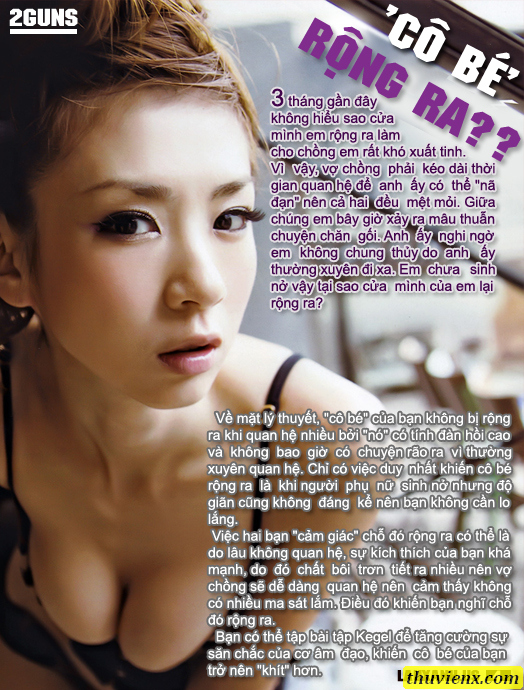 2GUNS
'CÔ BÉ'
RỘNG RA??
3 tháng gần đây
không hiểu sao cửa
mình em rộng ra làm
cho chồng em rất khó xuất tinh.
Vì vậy, vợ chồng phải kéo dài thời
gian quan hệ để anh ấy có thể "nã
đạn" nên cả hai đều mệt mỏi. Giữa
chúng em bây giờ xảy ra mâu thuẫn
chuyện chăn gối. Anh ấy nghi ngờ
em không chung thủy do anh ấy
thường xuyên đi xa. Em chưa sinh
nở vậy tại sao cửa mình của em lại
rộng ra?
Về mặt lý thuyết, "cô bé" của bạn không bị rộng
ra khi quan hệ nhiều bởi "nó" có tính đàn hồi cao
và không bao giờ có chuyện rão ra vì thường
xuyên quan hệ. Chỉ có việc duy nhất khiến cô bé
rộng ra là khi người phụ nữ sinh nở nhưng độ
giãn cũng không đáng kể nên bạn không cần lo
lắng.
Việc hai bạn "cảm giác" chỗ đó rộng ra có thể là
do lâu không quan hệ, sự kích thích của bạn khá
mạnh, do đó chất bôi trơn tiết ra nhiều nên vợ
chồng sẽ dễ dàng quan hệ nên cảm thấy không
có nhiều ma sát lắm. Điều đó khiến bạn nghĩ chỗ
đó rộng ra.
Bạn có thể tập bài tập Kegel để tăng cường sự
săn chắc của cơ âm đạo, khiến cô bé của bạn
trở nên "khít" hơn.
thuvienx.com